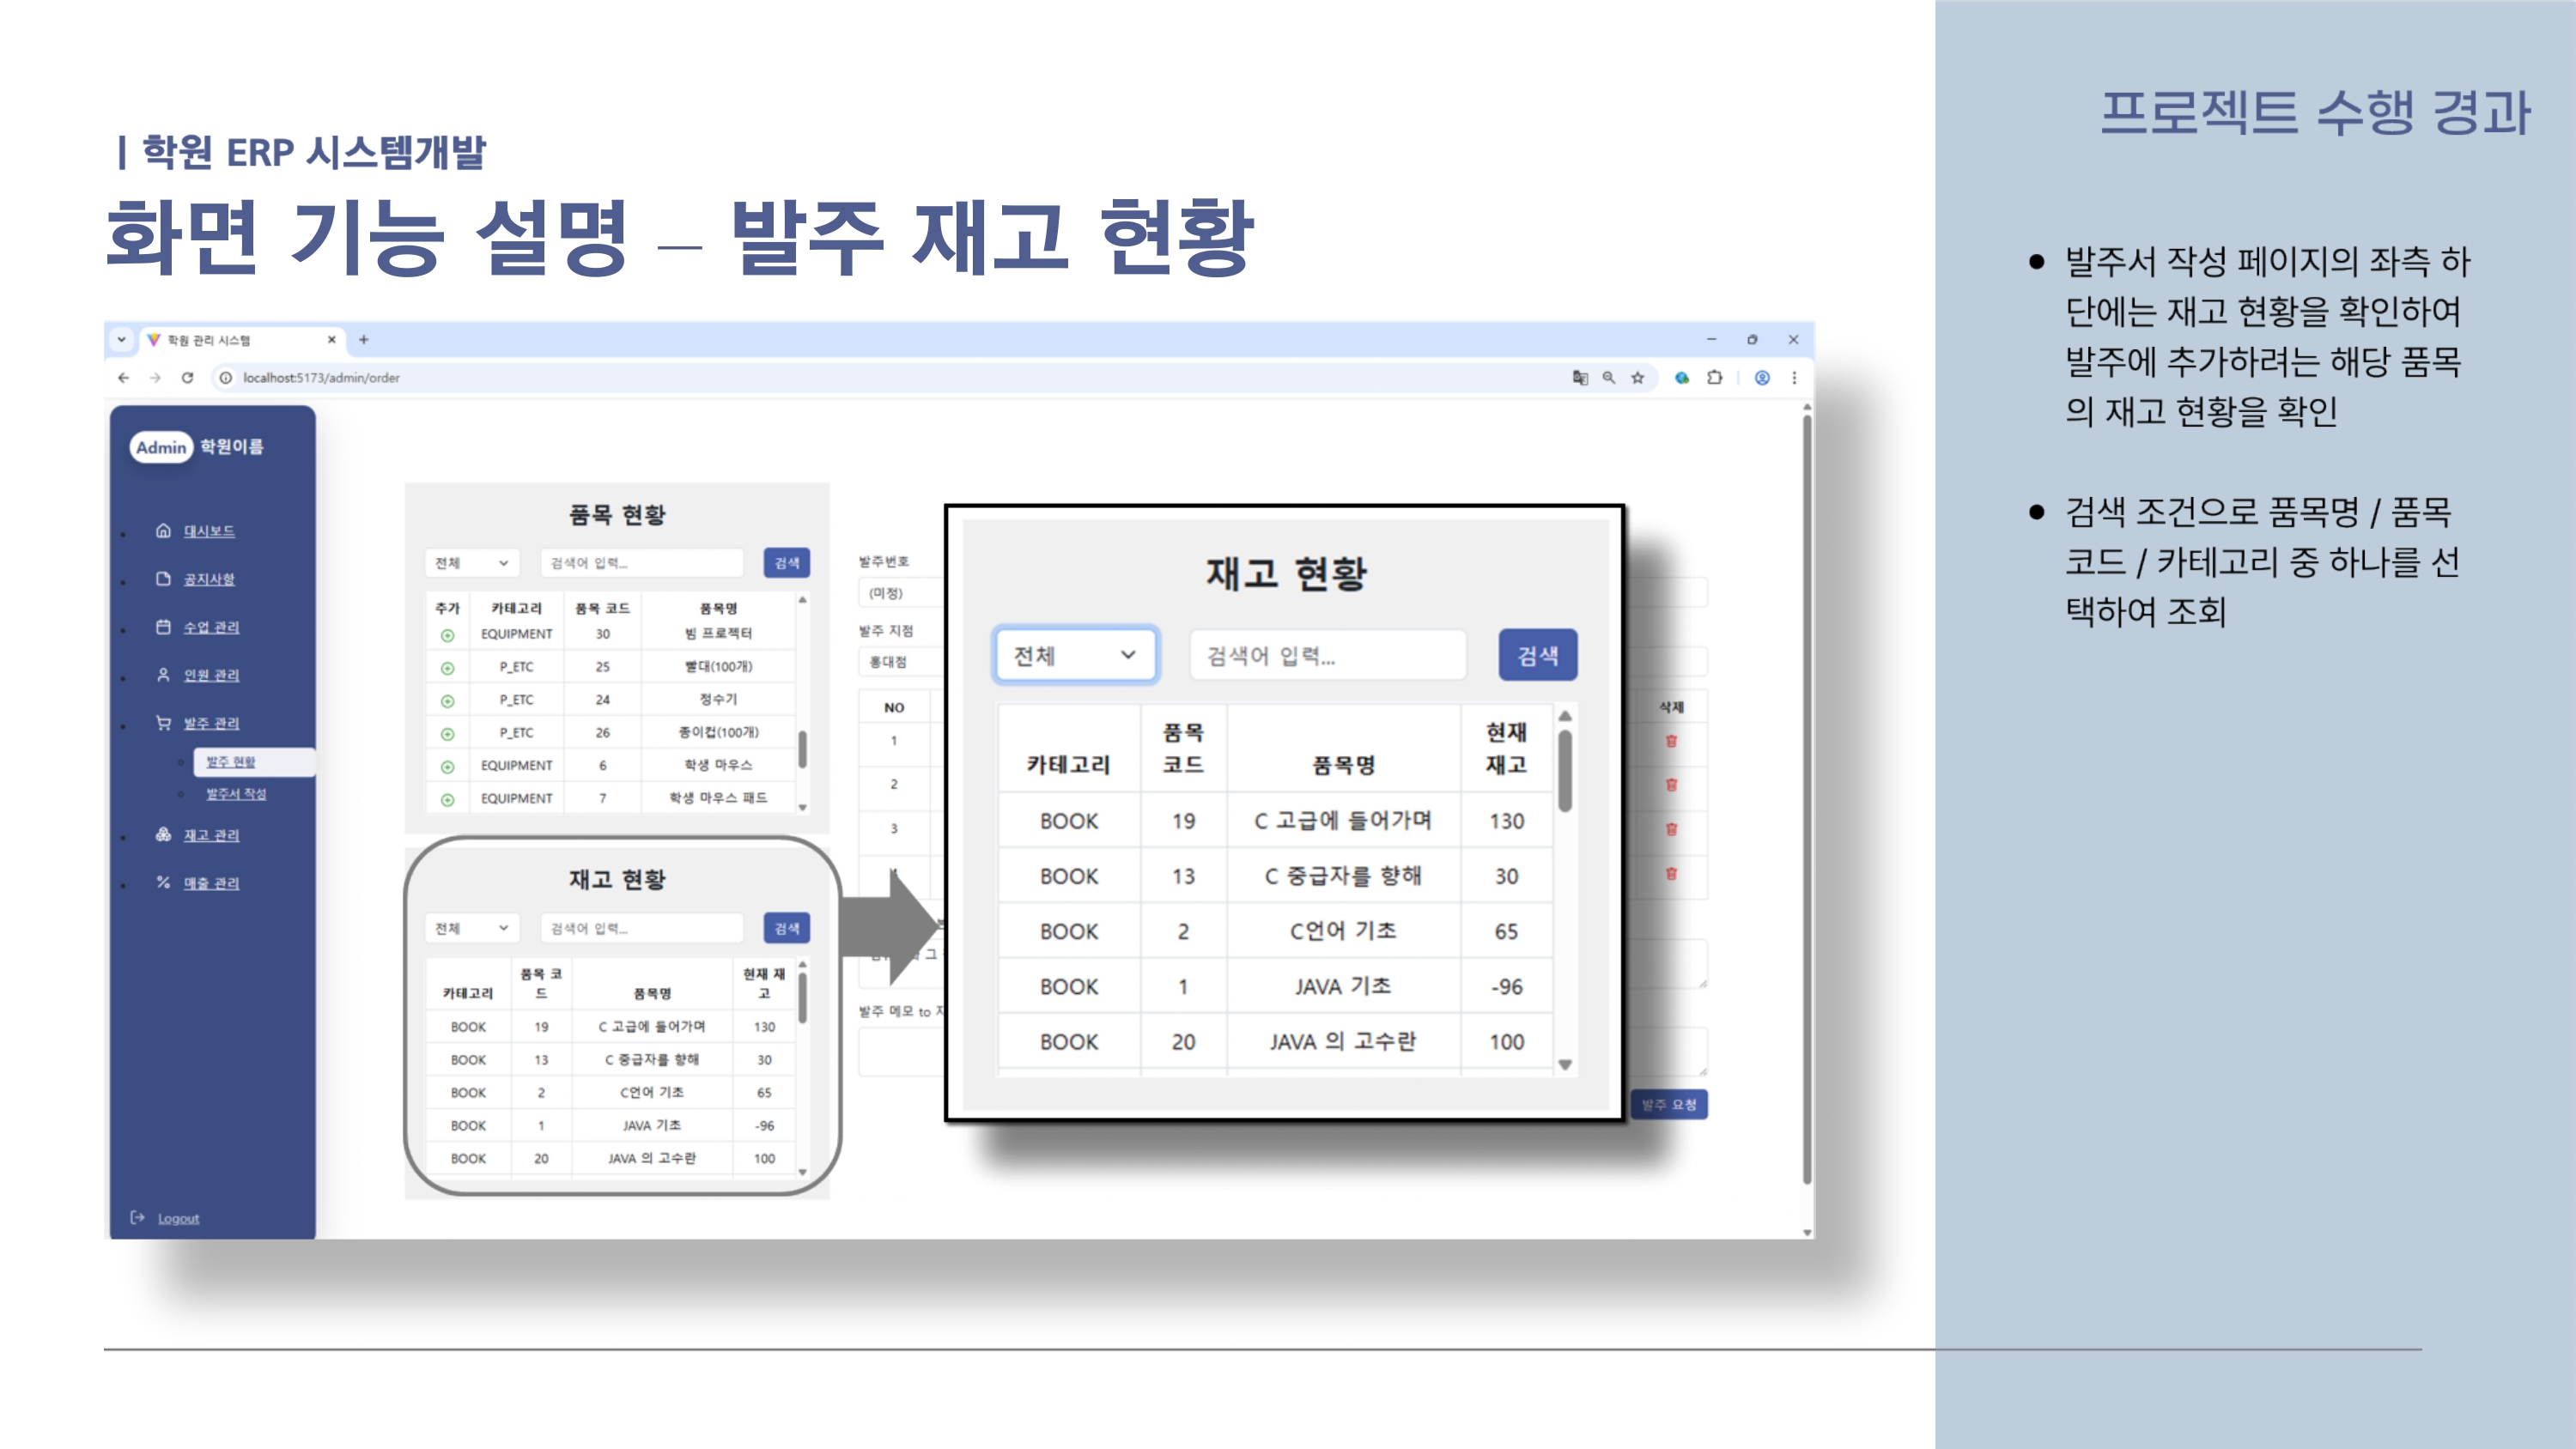 | 학원 ERP 시스템개발
화면 기능 설명 – 발주 재고 현황
학원 관리 시스템
localhost:5173/admin/order
Admin 학원이름
대시보드
공지사항
수업 관리
인원 관리
발주 관리
발주 현황
발주서 작성
재고 관리
매출 관리
Logout
품목 현황
전체 검색어 입력... 검색
추가 카테고리 품목 코드 품목명
EQUIPMENT 30 빔 프로젝터
P_ETC 25 빨대(100개)
P_ETC 24 정수기
P_ETC 26 종이컵(100개)
EQUIPMENT 6 학생 마우스
EQUIPMENT 7 학생 마우스 패드
재고 현황
전체 검색어 입력... 검색
품목 코 현재 재
카테고리 드 품목명 고
BOOK 19 C 고급에 들어가며 130
BOOK 13 C 중급자를 향해 30
BOOK 2 C언어 기초 65
BOOK 1 JAVA 기초 -96
BOOK 20 JAVA 의 고수란 100
발주번호
(미정)
발주 지점
홍대점
NO 삭제
1
2
3
발주 메모 to
발주 요청
재고 현황
전체 검색어 입력... 검색
품목 현재
카테고리 코드 품목명 재고
BOOK 19 C 고급에 들어가며 130
BOOK 13 C 중급자를 향해 30
BOOK 2 C언어 기초 65
BOOK 1 JAVA 기초 -96
BOOK 20 JAVA 의 고수란 100
프로젝트 수행 경과
● 발주서 작성 페이지의 좌측 하
단에는 재고 현황을 확인하여
발주에 추가하려는 해당 품목
의 재고 현황을 확인
● 검색 조건으로 품목명 / 품목
코드 / 카테고리 중 하나를 선
택하여 조회